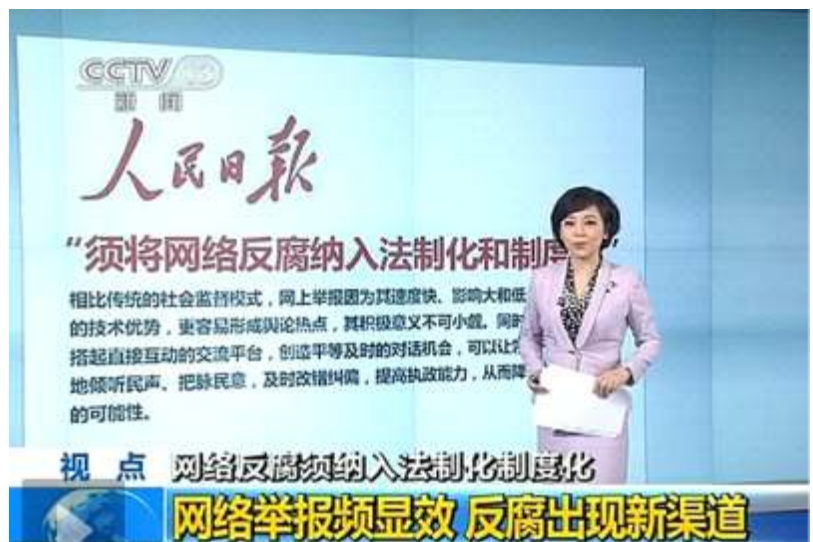 CCTV 13
新闻
人民日报
“须将网络反腐纳入法制化和制度”
相比传统的社会监督模式，网上举报因为其速度快、影响大和低
的技术优势，更容易形成舆论热点，其积极意义不可小觑。同时
搭起直接互动的交流平台，创造平等及时的对话机会，可以让
地倾听民声、把脉民意，及时改错纠偏，提高执政能力，从而降
的可能性。
视点 网络反腐须纳入法制化制度化
网络举报频显效 反腐出现新渠道